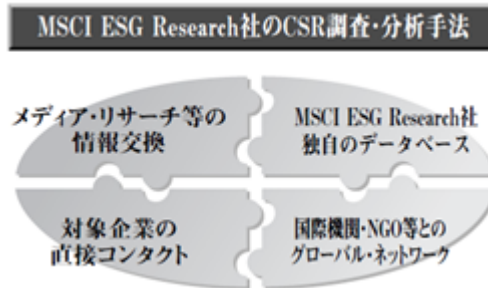 MSCI ESG Research社のCSR調査・分析手法
メディア・リサーチ等の
情報交換
MSCI ESG Research社
独自のデータベース
対象企業の
直接コンタクト
国際機関・NGO等との
グローバル・ネットワーク